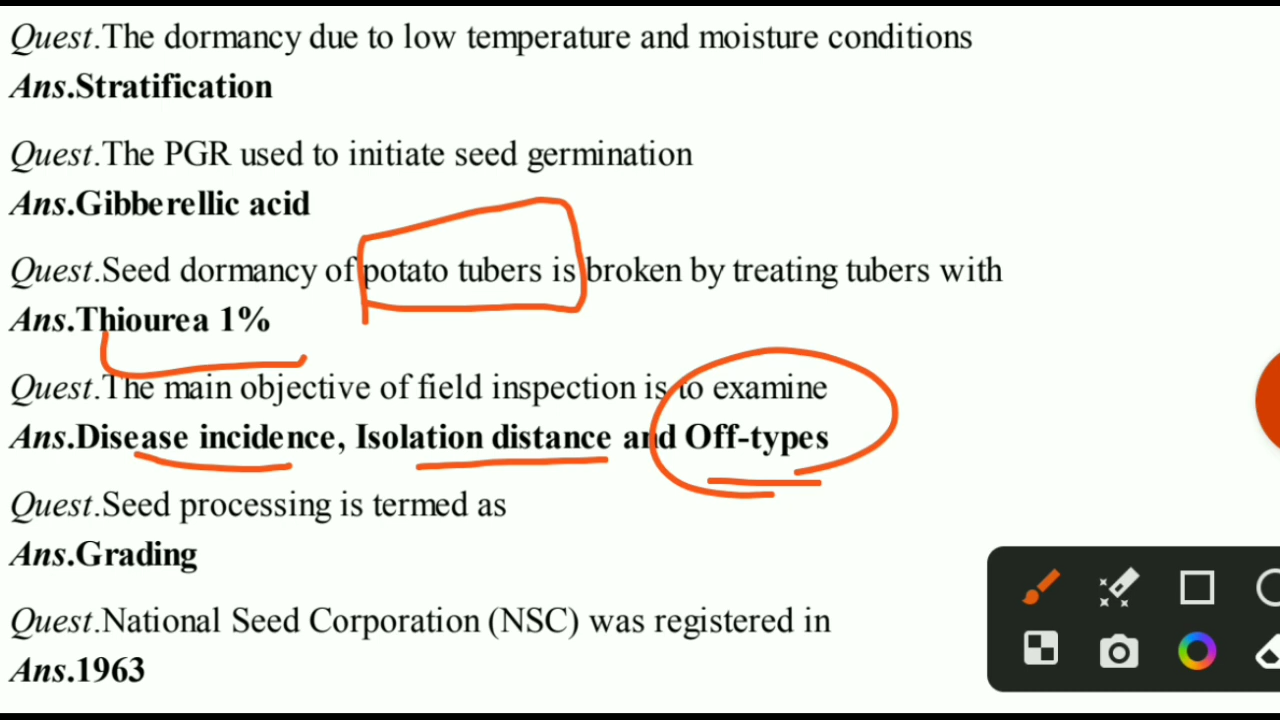 Quest.The dormancy due to low temperature and moisture conditions
Ans.Stratification
Quest.The PGR used to initiate seed germination
Ans.Gibberellic acid
Quest.Seed dormancy of potato tubers is broken by treating tubers with
Ans.Thiourea 1%
Quest.The main objective of field inspection is to examine
Ans.Disease incidence, Isolation distance and Off-types
Quest.Seed processing is termed as
Ans.Grading
Quest.National Seed Corporation (NSC) was registered in
Ans.1963